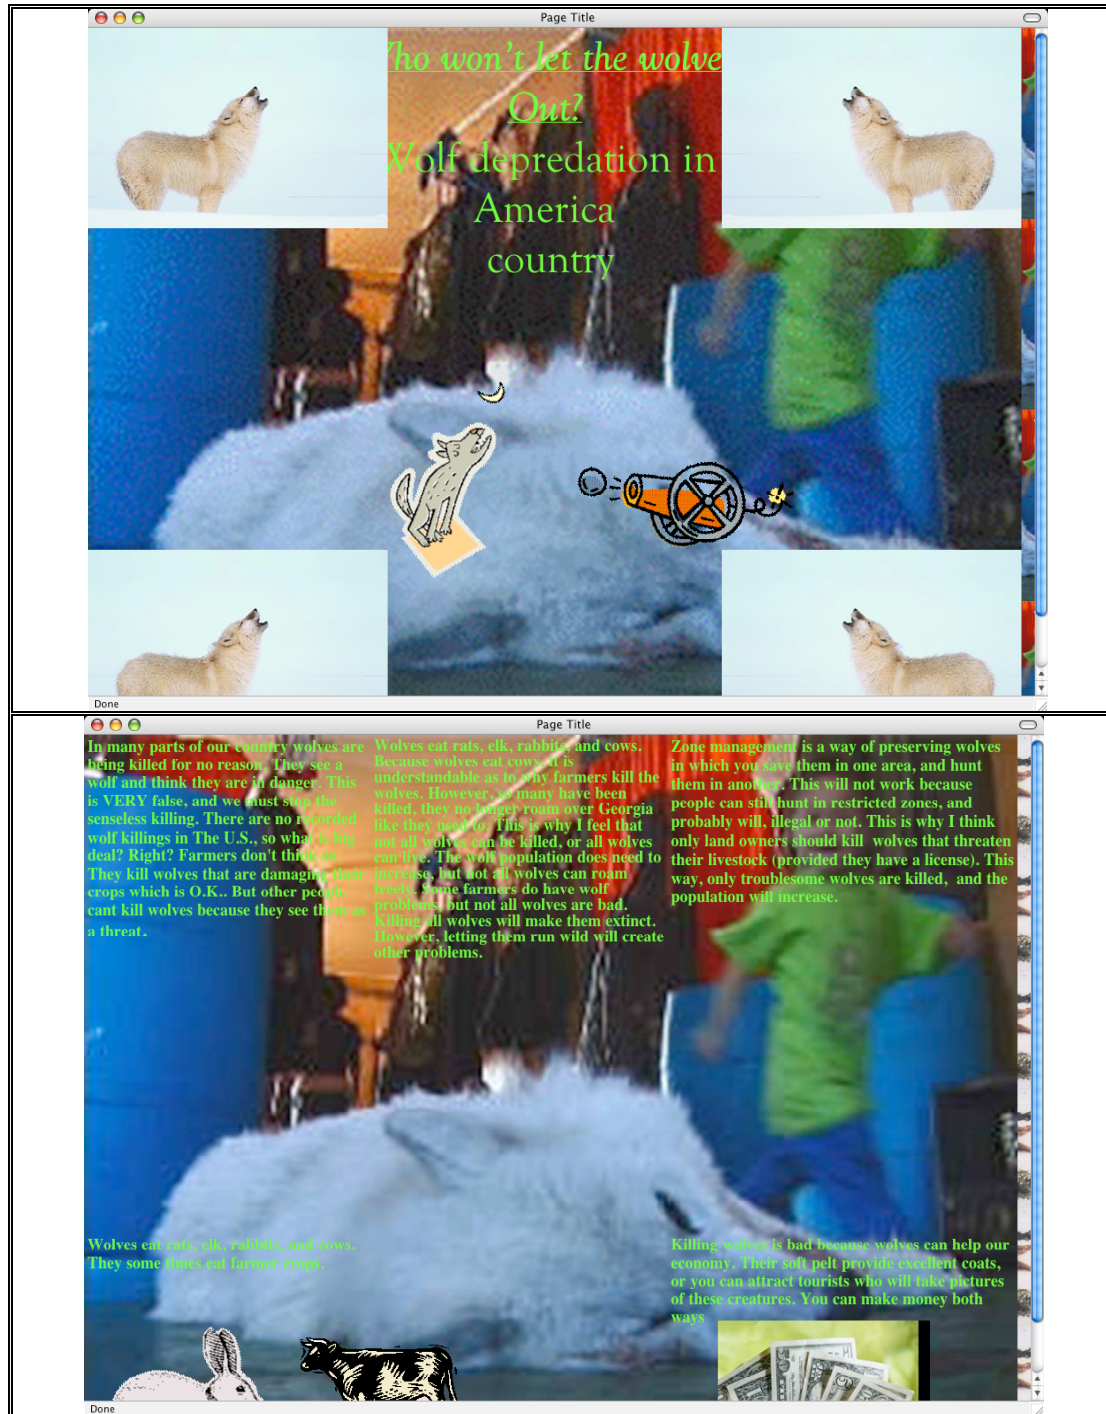 Page Title
ho won't let the wolve
Out?
Wolf depredation in
America
country
Done
Page Title
In many parts of our country wolves are
being killed for no reason. They see a
wolf and think they are in danger. This
is VERY false, and we must stop the
senseless killing. There are no recorded
wolf killings in The U.S., so what is big
deal? Right? Farmers don't think so.
They kill wolves that are damaging their
crops which is O.K.. But other people
cant kill wolves because they see them as
a threat.
Wolves eat rats, elk, rabbits, and cows.
Because wolves eat cows, it is
understandable as to why farmers kill the
wolves. However, so many have been
killed, they no longer roam over Georgia
like they used to. This is why I feel that
not all wolves can be killed, or all wolves
can live. The wolf population does need to
increase, but not all wolves can roam
freely. Some farmers do have wolf
problems, but not all wolves are bad.
Killing all wolves will make them extinct.
However, letting them run wild will create
other problems.
Zone management is a way of preserving wolves
in which you save them in one area, and hunt
them in another. This will not work because
people can still hunt in restricted zones, and
probably will, illegal or not. This is why I think
only land owners should kill  wolves that threaten
their livestock (provided they have a license). This
way, only troublesome wolves are killed,  and the
population will increase.
Wolves eat rats, elk, rabbits, and cows.
They some times eat farmer crops.
Killing wolves is bad because wolves can help our
economy. Their soft pelt provide excellent coats,
or you can attract tourists who will take pictures
of these creatures. You can make money both
ways
Done